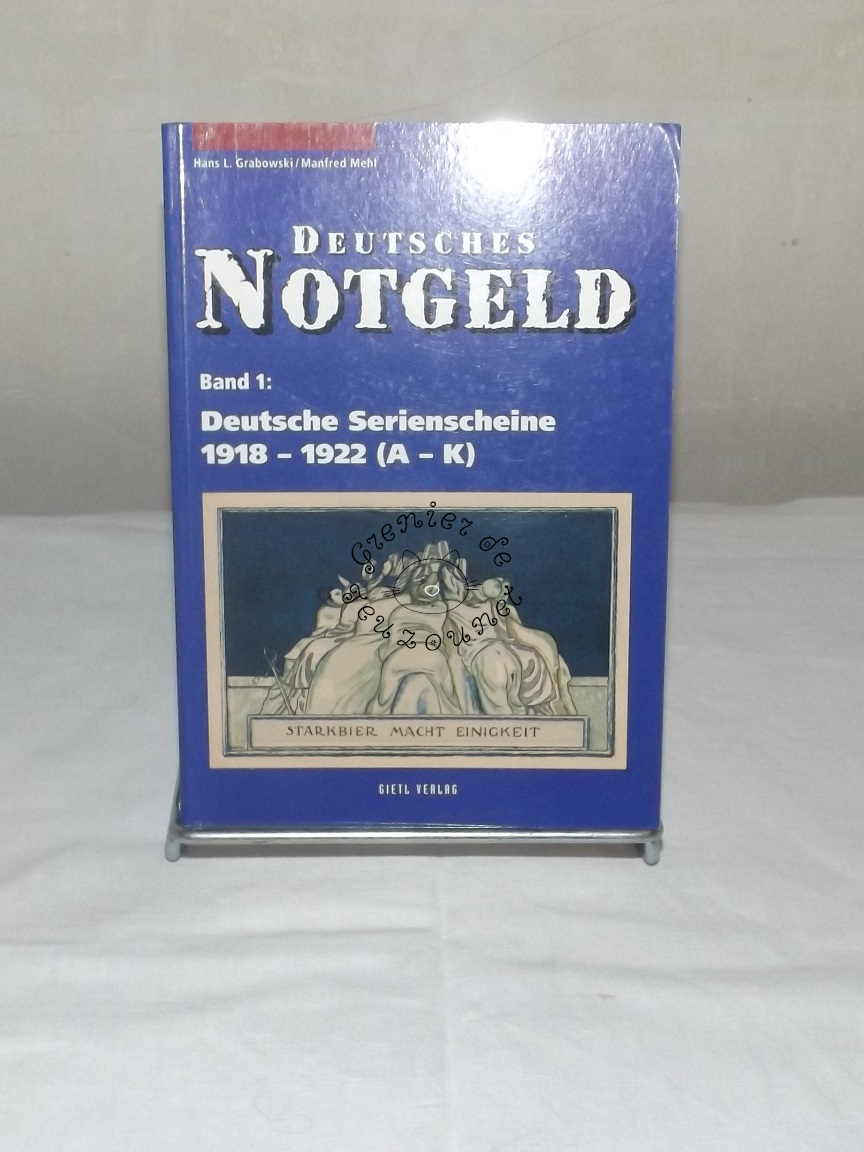 Hans L. Grabowski/Manfred Mehl
DEUTSCHES
NOTGELD
Band 1:
Deutsche Serienscheine
1918 – 1922 (A – K)
Grenier de
STARKBIER MACHT EINIGKEIT
GIETL VERLAG